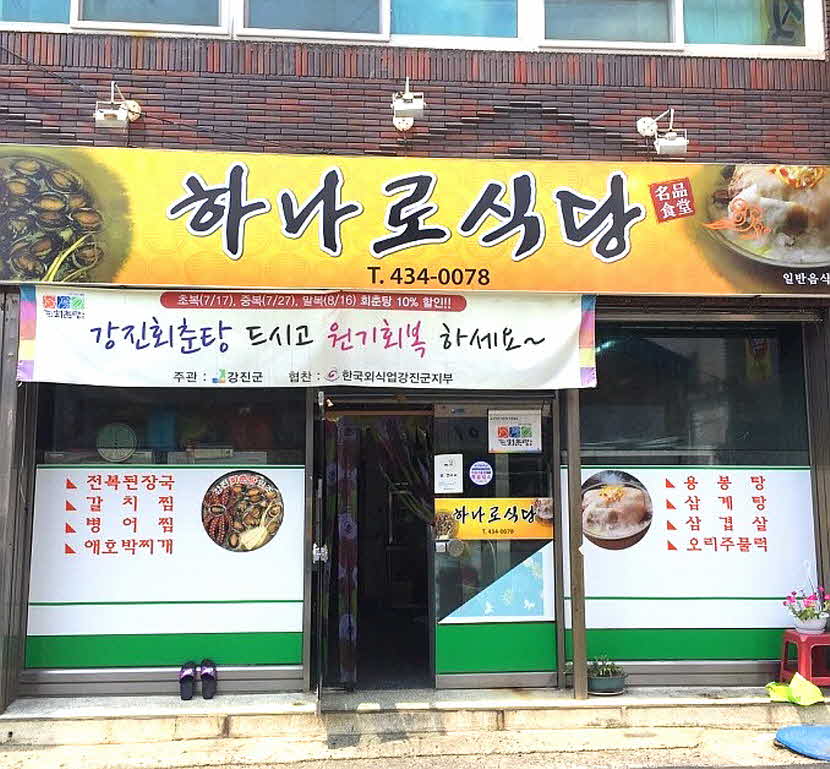 하나로식당
名品
食堂
T. 434-0078
일반음식
초복(7/17), 중복(7/27), 말복(8/16) 회춘탕 10% 할인!!
강진회춘탕 드시고 원기회복 하세요~
주관 : 강진군 협찬 : 한국외식업강진군지부
전복된장국
갈치찜
병어찜
애호박찌개
하나로식당
T. 434-0078
용봉탕
삽계탕
삼겹살
오리주물럭